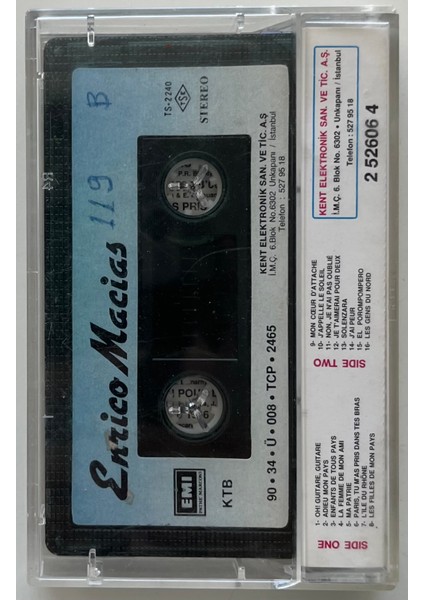 119 B
Enrico Macias
TS-2240
TSE
STEREO
KENT ELEKTRONİK SAN. VE TİC. A.Ş
İ.M.Ç. 6.Blok No.6302 Unkapanı / İstanbul
Telefon : 527 95 18
EMI
KTB
90 · 34 · Ü · 008 · TCP · 2465
SIDE ONE
1- OH! GUITARE, GUITARE
2- ADIEU MON PAYS
3- ENFANTS DE TOUS PAYS
4- LA FEMME DE MON AMI
5- MA PATRIE
6- PARIS, TU M'AS PRIS DANS TES BRAS
7- L'ILE DU RHÔNE
8- LES FILLES DE MON PAYS
SIDE TWO
9- MON CŒUR D'ATTACHE
10- J'APPELLE LE SOLEIL
11- NON, JE N'AI PAS OUBLIÉ
12- JE T'AIMERAI POUR DEUX
13- SOLENZARA
14- J'AI PEUR
15- EL POROMPOMPERO
16- LES GENS DU NORD
KENT ELEKTRONİK SAN. VE TİC. A.Ş.
İ.M.Ç. 6. Blok No. 6302 • Unkapanı / İstanbul
Telefon : 527 95 18
2 52606 4